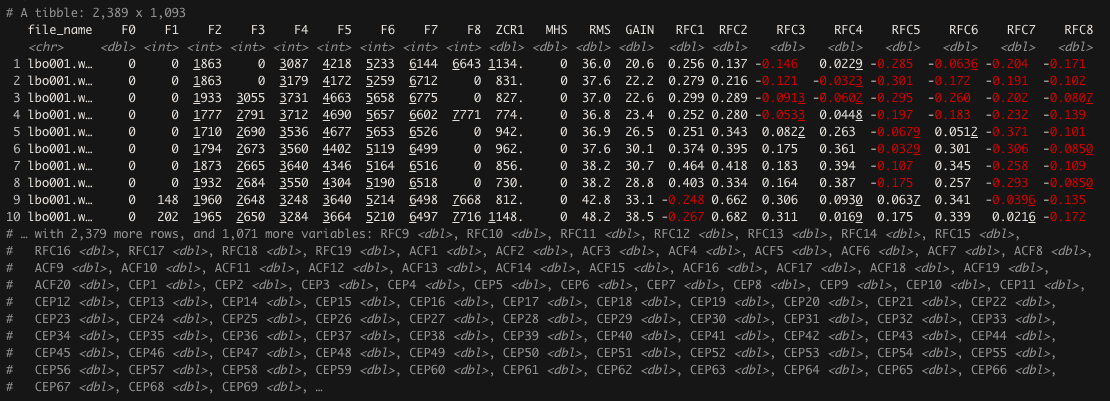 # A tibble: 2,389 x 1,093
file_name F0 F1 F2 F3 F4 F5 F6 F7 F8 ZCR1 MHS RMS GAIN RFC1 RFC2 RFC3 RFC4 RFC5 RFC6 RFC7 RFC8
<chr> <dbl> <int> <int> <int> <int> <int> <int> <int> <int> <dbl> <dbl> <dbl> <dbl> <dbl> <dbl> <dbl> <dbl> <dbl> <dbl> <dbl> <dbl>
1 lbo001.w… 0 0 1863 0 3087 4218 5233 6144 6643 1134. 0 36.0 20.6 0.256 0.137 -0.146 0.0229 -0.285 -0.0636 -0.204 -0.171
2 lbo001.w… 0 0 1863 0 3179 4172 5259 6712 0 831. 0 37.6 22.2 0.279 0.216 -0.121 -0.0323 -0.301 -0.172 -0.191 -0.102
3 lbo001.w… 0 0 1933 3055 3731 4663 5658 6775 0 827. 0 37.0 22.6 0.299 0.289 -0.0913 -0.0602 -0.295 -0.260 -0.202 -0.0807
4 lbo001.w… 0 0 1777 2791 3712 4690 5657 6602 7771 774. 0 36.8 23.4 0.252 0.280 -0.0533 0.0448 -0.197 -0.183 -0.232 -0.139
5 lbo001.w… 0 0 1710 2690 3536 4677 5653 6526 0 942. 0 36.9 26.5 0.251 0.343 0.0822 0.263 -0.0679 0.0512 -0.371 -0.101
6 lbo001.w… 0 0 1794 2673 3560 4402 5119 6499 0 962. 0 37.6 30.1 0.374 0.395 0.175 0.361 -0.0329 0.301 -0.306 -0.0850
7 lbo001.w… 0 0 1873 2665 3640 4346 5164 6516 0 856. 0 38.2 30.7 0.464 0.418 0.183 0.394 -0.107 0.345 -0.258 -0.109
8 lbo001.w… 0 0 1932 2684 3550 4304 5190 6518 0 730. 0 38.2 28.8 0.403 0.334 0.164 0.387 -0.175 0.257 -0.293 -0.0850
9 lbo001.w… 0 148 1960 2648 3248 3640 5214 6498 7668 812. 0 42.8 33.1 -0.248 0.662 0.306 0.0930 0.0637 0.341 -0.0396 -0.135
10 lbo001.w… 0 202 1965 2650 3284 3664 5210 6497 7716 1148. 0 48.2 38.5 -0.267 0.682 0.311 0.0169 0.175 0.339 0.0216 -0.172
# … with 2,379 more rows, and 1,071 more variables: RFC9 <dbl>, RFC10 <dbl>, RFC11 <dbl>, RFC12 <dbl>, RFC13 <dbl>, RFC14 <dbl>, RFC15 <dbl>,
# RFC16 <dbl>, RFC17 <dbl>, RFC18 <dbl>, RFC19 <dbl>, ACF1 <dbl>, ACF2 <dbl>, ACF3 <dbl>, ACF4 <dbl>, ACF5 <dbl>, ACF6 <dbl>, ACF7 <dbl>, ACF8 <dbl>,
# ACF9 <dbl>, ACF10 <dbl>, ACF11 <dbl>, ACF12 <dbl>, ACF13 <dbl>, ACF14 <dbl>, ACF15 <dbl>, ACF16 <dbl>, ACF17 <dbl>, ACF18 <dbl>, ACF19 <dbl>,
# ACF20 <dbl>, CEP1 <dbl>, CEP2 <dbl>, CEP3 <dbl>, CEP4 <dbl>, CEP5 <dbl>, CEP6 <dbl>, CEP7 <dbl>, CEP8 <dbl>, CEP9 <dbl>, CEP10 <dbl>, CEP11 <dbl>,
# CEP12 <dbl>, CEP13 <dbl>, CEP14 <dbl>, CEP15 <dbl>, CEP16 <dbl>, CEP17 <dbl>, CEP18 <dbl>, CEP19 <dbl>, CEP20 <dbl>, CEP21 <dbl>, CEP22 <dbl>,
# CEP23 <dbl>, CEP24 <dbl>, CEP25 <dbl>, CEP26 <dbl>, CEP27 <dbl>, CEP28 <dbl>, CEP29 <dbl>, CEP30 <dbl>, CEP31 <dbl>, CEP32 <dbl>, CEP33 <dbl>,
# CEP34 <dbl>, CEP35 <dbl>, CEP36 <dbl>, CEP37 <dbl>, CEP38 <dbl>, CEP39 <dbl>, CEP40 <dbl>, CEP41 <dbl>, CEP42 <dbl>, CEP43 <dbl>, CEP44 <dbl>,
# CEP45 <dbl>, CEP46 <dbl>, CEP47 <dbl>, CEP48 <dbl>, CEP49 <dbl>, CEP50 <dbl>, CEP51 <dbl>, CEP52 <dbl>, CEP53 <dbl>, CEP54 <dbl>, CEP55 <dbl>,
# CEP56 <dbl>, CEP57 <dbl>, CEP58 <dbl>, CEP59 <dbl>, CEP60 <dbl>, CEP61 <dbl>, CEP62 <dbl>, CEP63 <dbl>, CEP64 <dbl>, CEP65 <dbl>, CEP66 <dbl>,
# CEP67 <dbl>, CEP68 <dbl>, CEP69 <dbl>, …